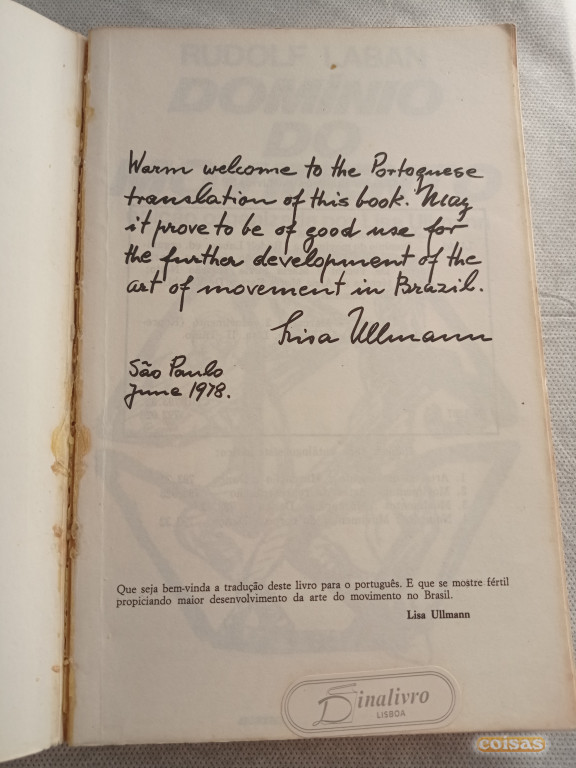 RUDOLF LABAN
DOMÍNIO
DO
Warm welcome to the Portoguese
translation of this book. May
it prove to be of good use for
the further development of the
art of movement in Brazil.
Lisa Ullmann
São Paulo
June 1978.
Que seja bem-vinda a tradução deste livro para o português. E que se mostre fértil
propiciando maior desenvolvimento da arte do movimento no Brasil.
Lisa Ullmann
Dinalivro
LISBOA
coisas